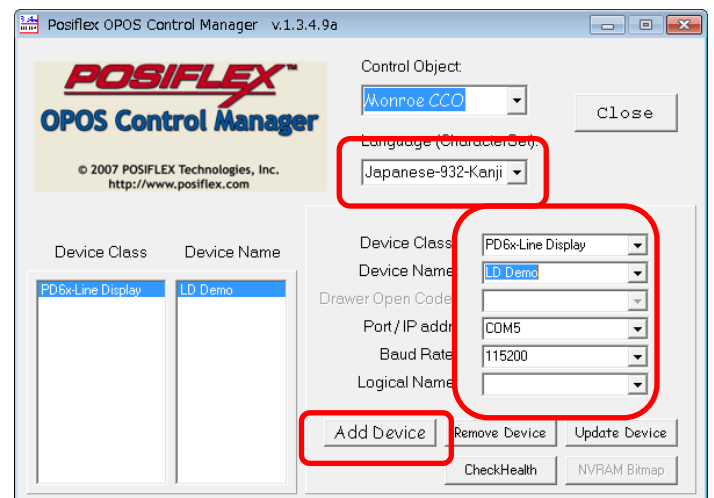 Posiflex OPOS Control Manager v.1.3.4.9a
POSIFLEX™
OPOS Control Manager
© 2007 POSIFLEX Technologies, Inc.
http://www.posiflex.com
Control Object:
Monroe CCO
Close
Language (CharacterSet):
Japanese-932-Kanji
Device Class Device Name
PD6x-Line Display LD Demo
Device Class PD6x-Line Display
Device Name LD Demo
Drawer Open Code
Port / IP addr COM5
Baud Rate 115200
Logical Name
Add Device Remove Device Update Device
CheckHealth NVRAM Bitmap